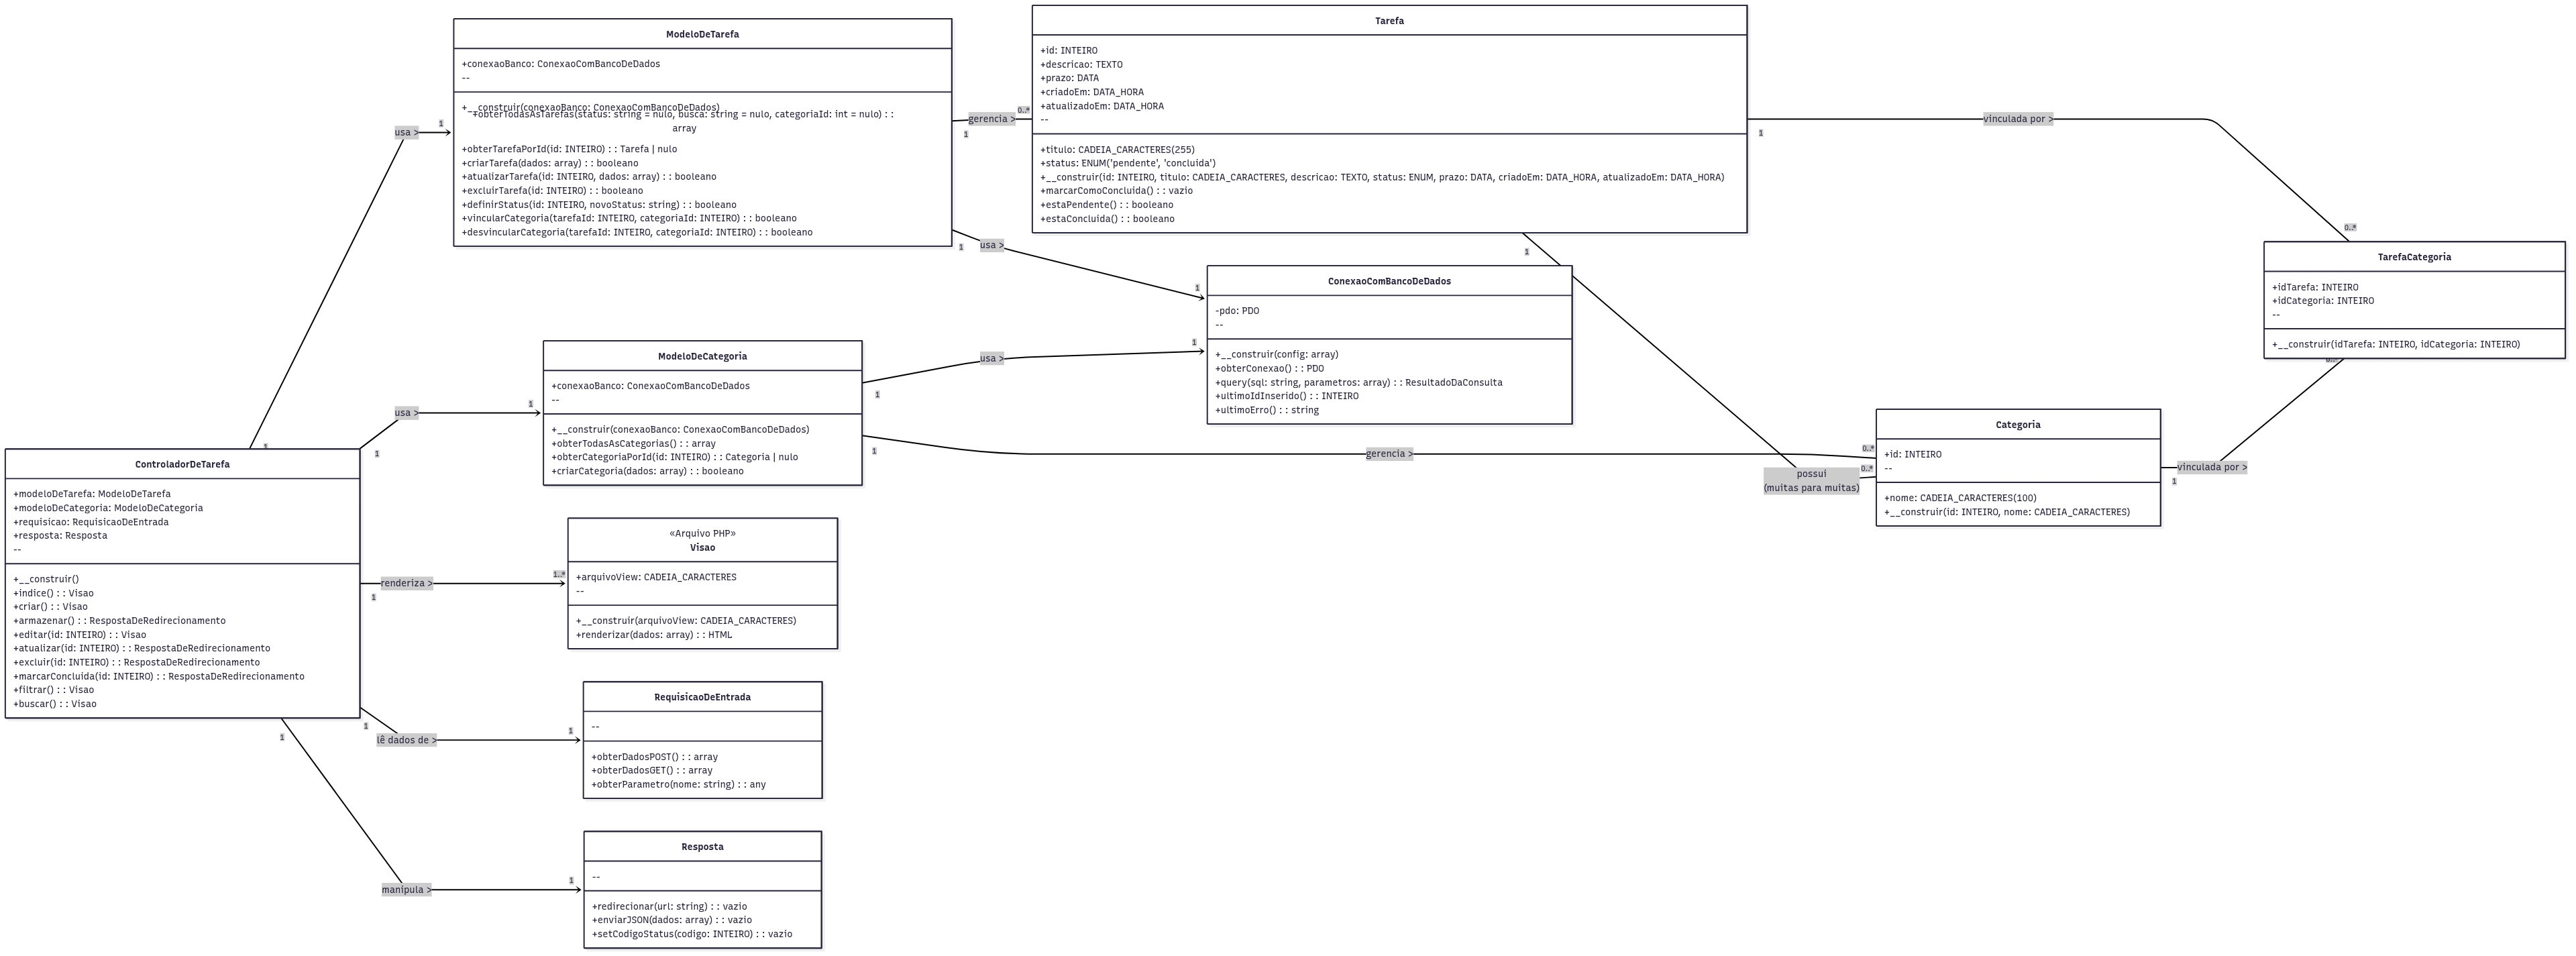 ModeloDeTarefa
+conexaoBanco: ConexaoComBancoDeDados
--
+__construir(conexaoBanco: ConexaoComBancoDeDados)
+obterTodasAsTarefas(status: string = nulo, busca: string = nulo, categoriaId: int = nulo) : :
array
+obterTarefaPorId(id: INTEIRO) : : Tarefa | nulo
+criarTarefa(dados: array) : : booleano
+atualizarTarefa(id: INTEIRO, dados: array) : : booleano
+excluirTarefa(id: INTEIRO) : : booleano
+definirStatus(id: INTEIRO, novoStatus: string) : : booleano
+vincularCategoria(tarefaId: INTEIRO, categoriaId: INTEIRO) : : booleano
+desvincularCategoria(tarefaId: INTEIRO, categoriaId: INTEIRO) : : booleano
Tarefa
+id: INTEIRO
+descricao: TEXTO
+prazo: DATA
+criadoEm: DATA_HORA
+atualizadoEm: DATA_HORA
--
+titulo: CADEIA_CARACTERES(255)
+status: ENUM('pendente', 'concluida')
+__construir(id: INTEIRO, titulo: CADEIA_CARACTERES, descricao: TEXTO, status: ENUM, prazo: DATA, criadoEm: DATA_HORA, atualizadoEm: DATA_HORA)
+marcarComoConcluida() : : vazio
+estaPendente() : : booleano
+estaConcluida() : : booleano
usa >
1
1
gerencia >
1
0..*
vinculada por >
1
0..*
usa >
1
1
ConexaoComBancoDeDados
-pdo: PDO
--
+__construir(config: array)
+obterConexao() : : PDO
+query(sql: string, parametros: array) : : ResultadoDaConsulta
+ultimoIdInserido() : : INTEIRO
+ultimoErro() : : string
TarefaCategoria
+idTarefa: INTEIRO
+idCategoria: INTEIRO
--
+__construir(idTarefa: INTEIRO, idCategoria: INTEIRO)
ModeloDeCategoria
+conexaoBanco: ConexaoComBancoDeDados
--
+__construir(conexaoBanco: ConexaoComBancoDeDados)
+obterTodasAsCategorias() : : array
+obterCategoriaPorId(id: INTEIRO) : : Categoria | nulo
+criarCategoria(dados: array) : : booleano
usa >
1
1
usa >
1
1
gerencia >
1
0..*
possui
(muitas para muitas)
1
0..*
Categoria
+id: INTEIRO
--
+nome: CADEIA_CARACTERES(100)
+__construir(id: INTEIRO, nome: CADEIA_CARACTERES)
vinculada por >
1
ControladorDeTarefa
+modeloDeTarefa: ModeloDeTarefa
+modeloDeCategoria: ModeloDeCategoria
+requisicao: RequisicaoDeEntrada
+resposta: Resposta
--
+__construir()
+indice() : : Visao
+criar() : : Visao
+armazenar() : : RespostaDeRedirecionamento
+editar(id: INTEIRO) : : Visao
+atualizar(id: INTEIRO) : : RespostaDeRedirecionamento
+excluir(id: INTEIRO) : : RespostaDeRedirecionamento
+marcarConcluida(id: INTEIRO) : : RespostaDeRedirecionamento
+filtrar() : : Visao
+buscar() : : Visao
renderiza >
1
1..*
«Arquivo PHP»
Visao
+arquivoView: CADEIA_CARACTERES
--
+__construir(arquivoView: CADEIA_CARACTERES)
+renderizar(dados: array) : : HTML
lê dados de >
1
1
RequisicaoDeEntrada
--
+obterDadosPOST() : : array
+obterDadosGET() : : array
+obterParametro(nome: string) : : any
manipula >
1
1
Resposta
--
+redirecionar(url: string) : : vazio
+enviarJSON(dados: array) : : vazio
+setCodigoStatus(codigo: INTEIRO) : : vazio